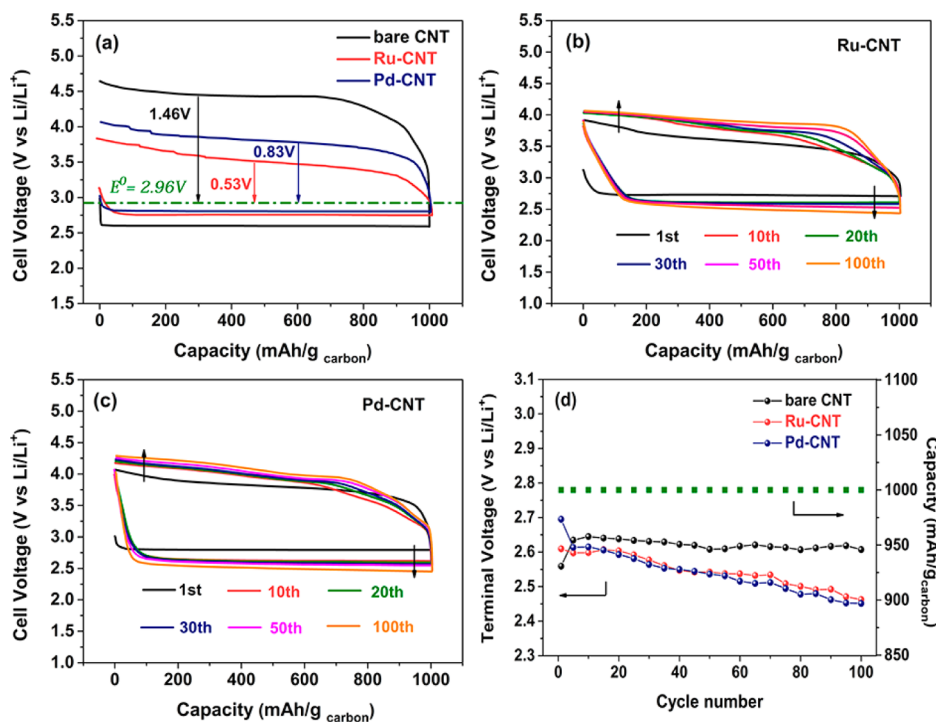 (a)
bare CNT
Ru-CNT
Pd-CNT
1.46V
0.83V
0.53V
E⁰ = 2.96V
5.5
5.0
4.5
4.0
3.5
3.0
2.5
2.0
1.5
0 200 400 600 800 1000
Cell Voltage (V vs Li/Li⁺)
Capacity (mAh/g carbon)
(b)
Ru-CNT
5.5
5.0
4.5
4.0
3.5
3.0
2.5
2.0
1.5
1.0
1st 10th 20th
30th 50th 100th
0 200 400 600 800 1000
Cell Voltage (V vs Li/Li⁺)
Capacity (mAh/g carbon)
(c)
Pd-CNT
5.5
5.0
4.5
4.0
3.5
3.0
2.5
2.0
1.5
1.0
1st 10th 20th
30th 50th 100th
0 200 400 600 800 1000
Cell Voltage (V vs Li/Li⁺)
Capacity (mAh/g carbon)
(d)
bare CNT
Ru-CNT
Pd-CNT
3.1
3.0
2.9
2.8
2.7
2.6
2.5
2.4
2.3
1100
1050
1000
950
900
850
0 20 40 60 80 100
Terminal Voltage (V vs Li/Li⁺)
Capacity (mAh/gcarbon)
Cycle number